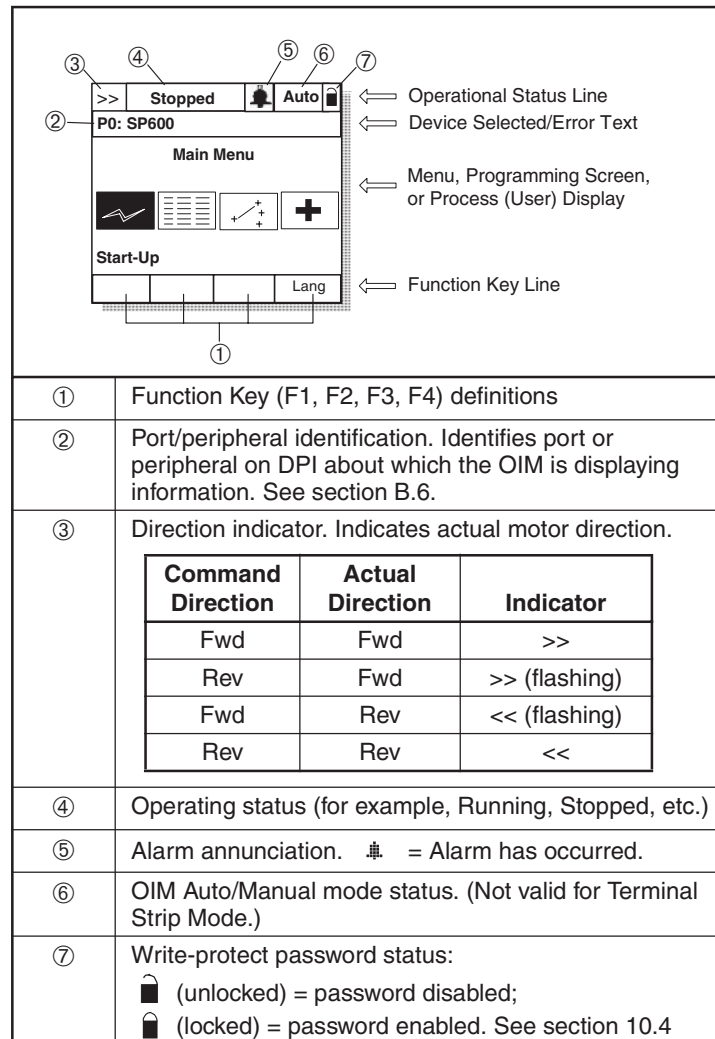 ③ ④ ⑤ ⑥ ⑦
>> Stopped Auto
Operational Status Line
② P0: SP600
Device Selected/Error Text
Main Menu
Menu, Programming Screen,
or Process (User) Display
Start-Up
Lang
Function Key Line
①
① Function Key (F1, F2, F3, F4) definitions
② Port/peripheral identification. Identifies port or
peripheral on DPI about which the OIM is displaying
information. See section B.6.
③ Direction indicator. Indicates actual motor direction.
Command Direction Actual Direction Indicator
Fwd Fwd >>
Rev Fwd >> (flashing)
Fwd Rev << (flashing)
Rev Rev <<
④ Operating status (for example, Running, Stopped, etc.)
⑤ Alarm annunciation. = Alarm has occurred.
⑥ OIM Auto/Manual mode status. (Not valid for Terminal
Strip Mode.)
⑦ Write-protect password status:
(unlocked) = password disabled;
(locked) = password enabled. See section 10.4